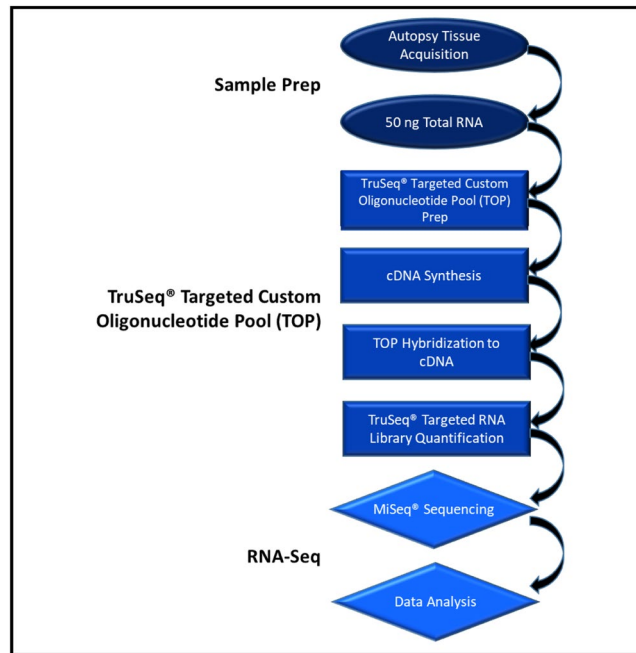 Autopsy Tissue
Acquisition
Sample Prep
50 ng Total RNA
TruSeq® Targeted Custom
Oligonucleotide Pool (TOP)
Prep
cDNA Synthesis
TruSeq® Targeted Custom
Oligonucleotide Pool (TOP)
TOP Hybridization to
cDNA
TruSeq® Targeted RNA
Library Quantification
MiSeq® Sequencing
RNA-Seq
Data Analysis